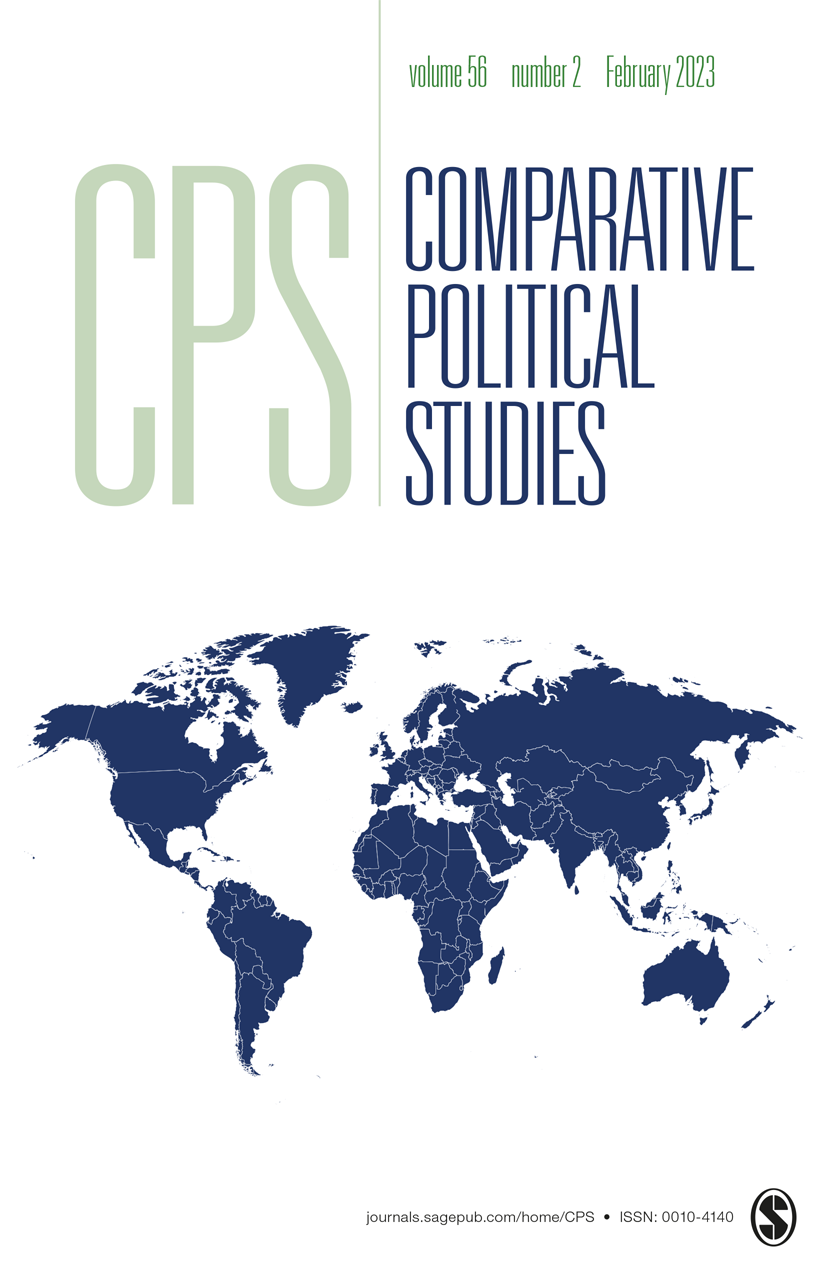 volume 56 number 2 February 2023
CPS
COMPARATIVE
POLITICAL
STUDIES
journals.sagepub.com/home/CPS • ISSN: 0010-4140
S